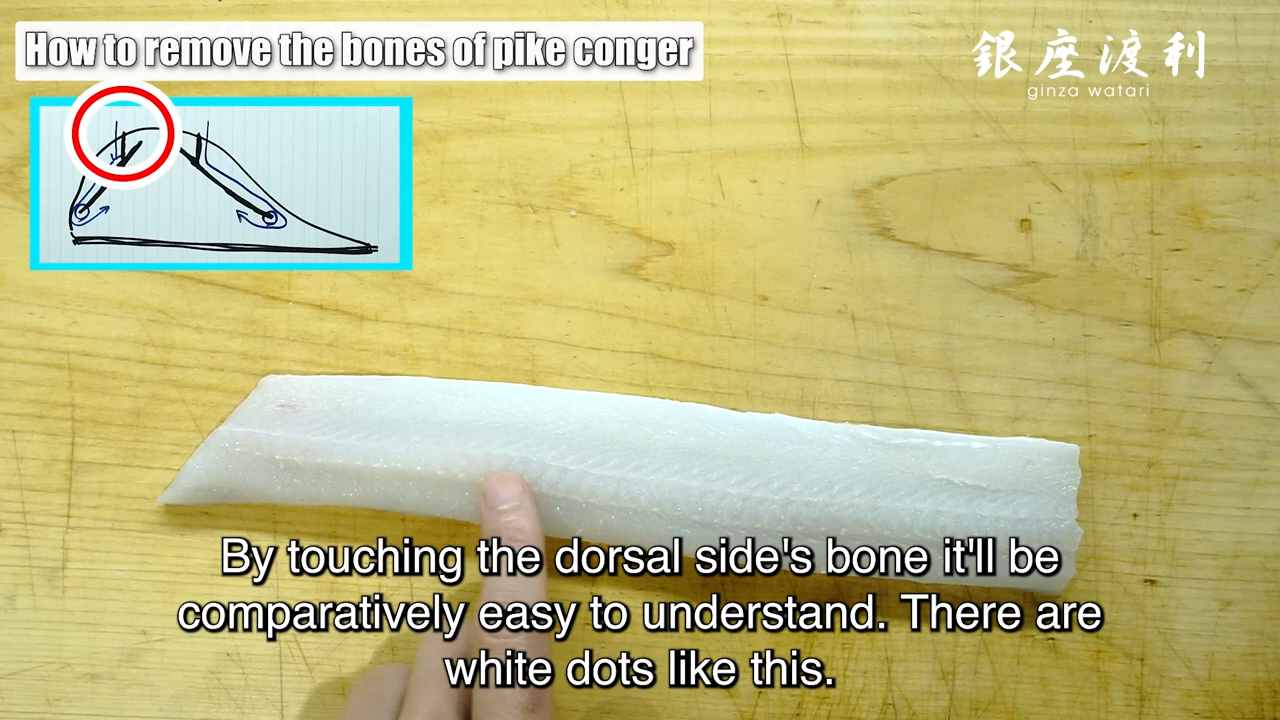 How to remove the bones of pike conger
銀座渡利
ginza watari
By touching the dorsal side's bone it'll be
comparatively easy to understand. There are
white dots like this.